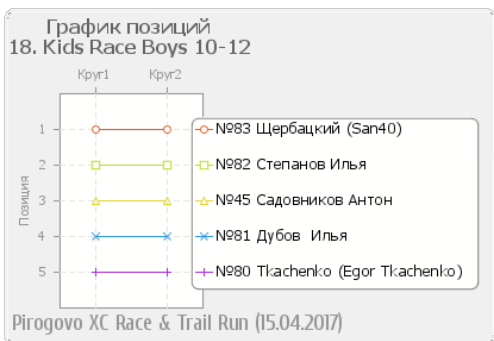 График позиций
18. Kids Race Boys 10-12
Круг1 Круг2
Позиция
1 №83 Щербацкий (San40)
2 №82 Степанов Илья
3 №45 Садовников Антон
4 №81 Дубов Илья
5 №80 Tkachenko (Egor Tkachenko)
Pirogovo XC Race & Trail Run (15.04.2017)